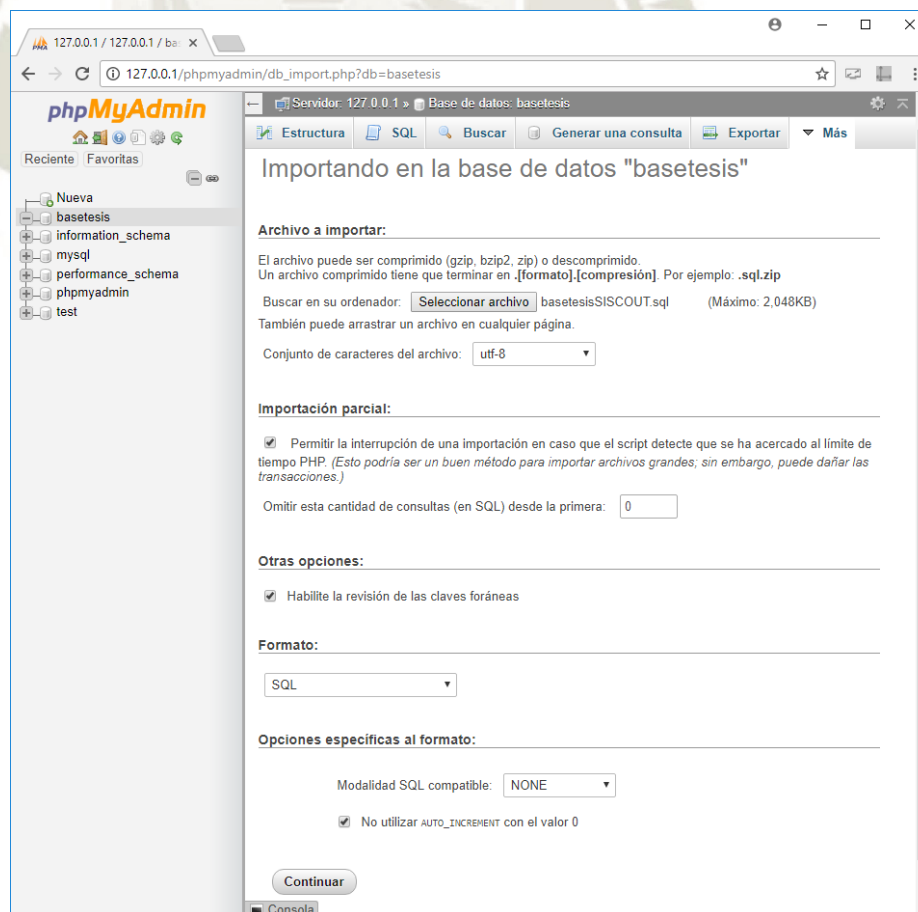 127.0.0.1 / 127.0.0.1 / ba
127.0.0.1/phpmyadmin/db_import.php?db=basetesis
phpMyAdmin
Reciente Favoritas
Nueva
basetesis
information_schema
mysql
performance_schema
phpmyadmin
test
Servidor: 127.0.0.1 » Base de datos: basetesis
Estructura SQL Buscar Generar una consulta Exportar Más
Importando en la base de datos "basetesis"
Archivo a importar:
El archivo puede ser comprimido (gzip, bzip2, zip) o descomprimido.
Un archivo comprimido tiene que terminar en .[formato].[compresión]. Por ejemplo: .sql.zip
Buscar en su ordenador: Seleccionar archivo basetesisSISCOUT.sql (Máximo: 2,048KB)
También puede arrastrar un archivo en cualquier página.
Conjunto de caracteres del archivo: utf-8
Importación parcial:
Permitir la interrupción de una importación en caso que el script detecte que se ha acercado al límite de
tiempo PHP. (Esto podría ser un buen método para importar archivos grandes; sin embargo, puede dañar las
transacciones.)
Omitir esta cantidad de consultas (en SQL) desde la primera: 0
Otras opciones:
Habilite la revisión de las claves foráneas
Formato:
SQL
Opciones específicas al formato:
Modalidad SQL compatible: NONE
No utilizar AUTO_INCREMENT con el valor 0
Continuar
Consola